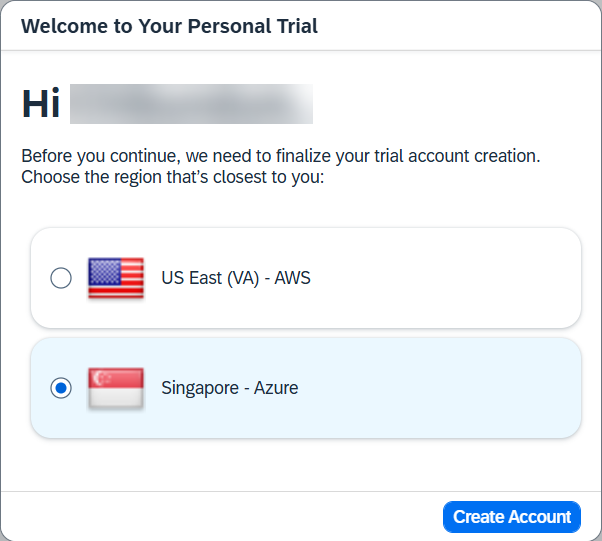 Welcome to Your Personal Trial
Hi
Before you continue, we need to finalize your trial account creation.
Choose the region that's closest to you:
US East (VA) - AWS
Singapore - Azure
Create Account